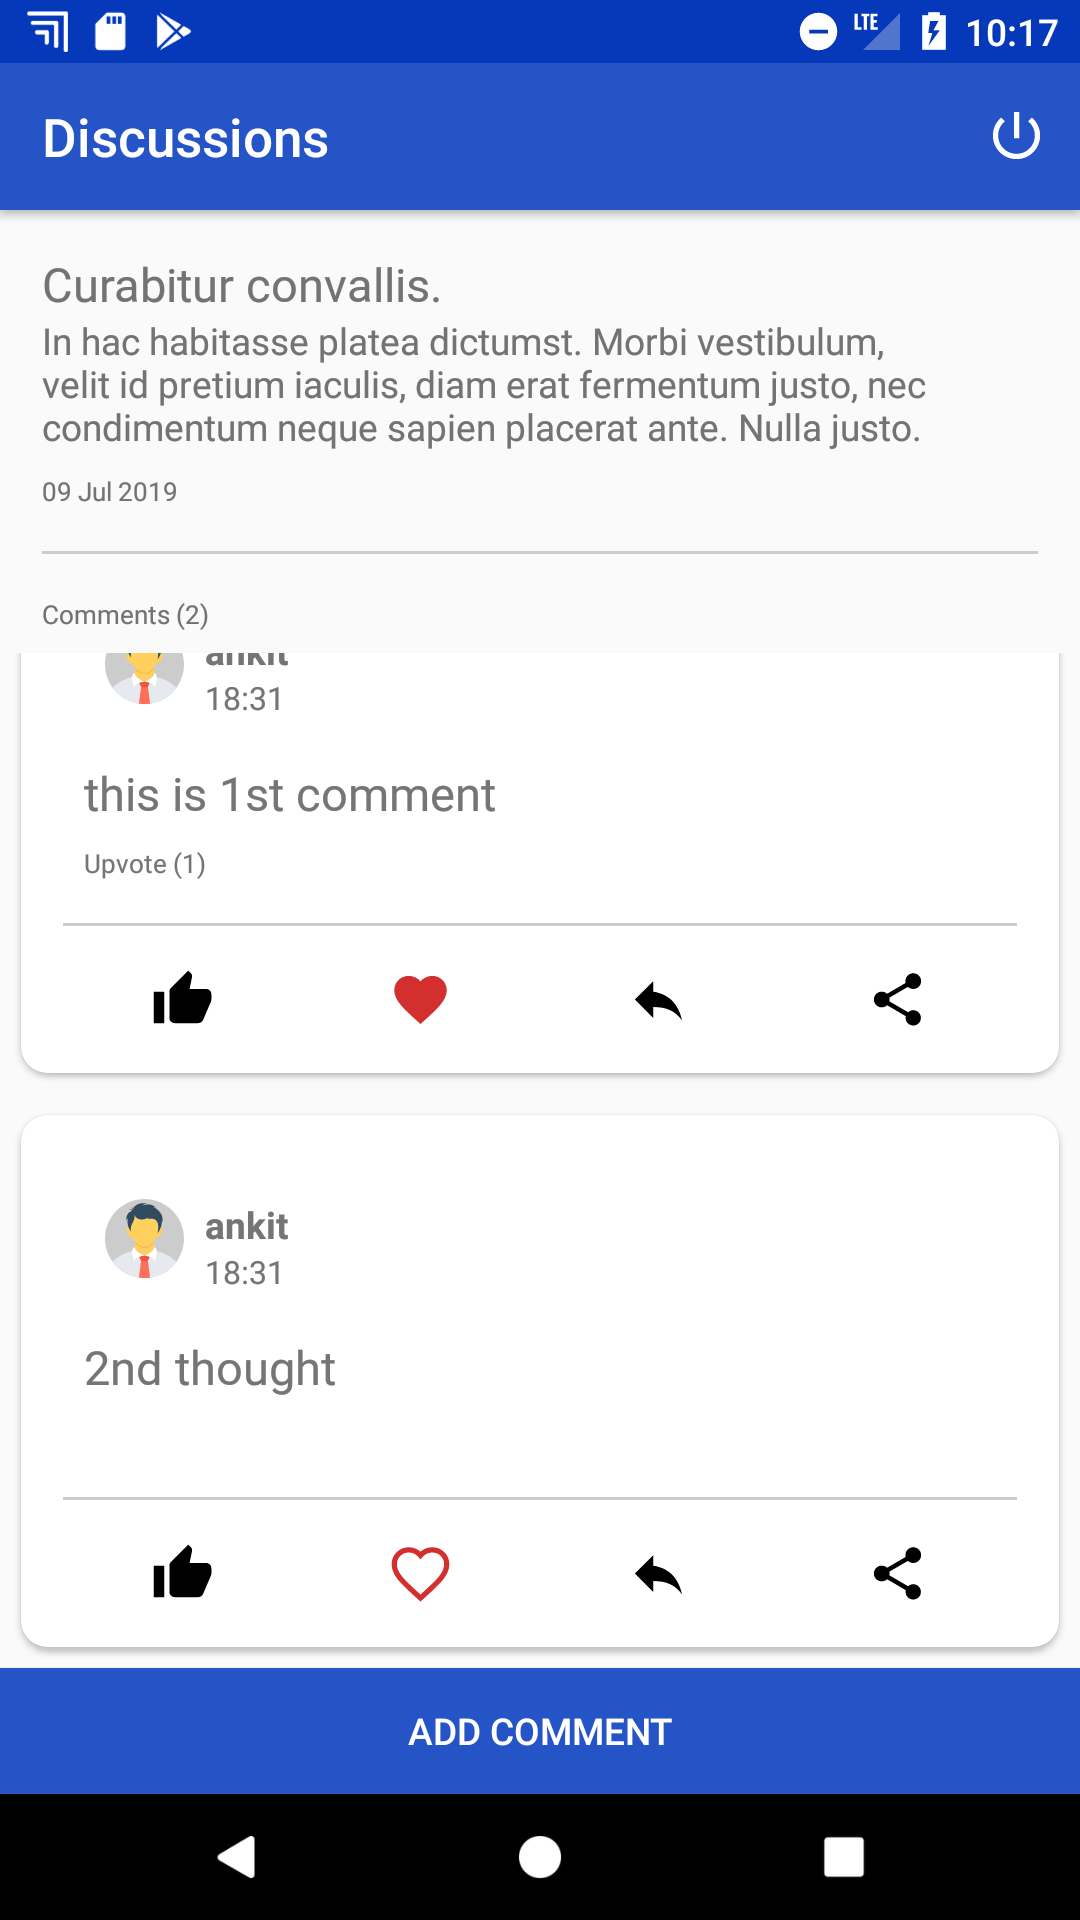 LTE 10:17
Discussions
Curabitur convallis.
In hac habitasse platea dictumst. Morbi vestibulum,
velit id pretium iaculis, diam erat fermentum justo, nec
condimentum neque sapien placerat ante. Nulla justo.
09 Jul 2019
Comments (2)
ankit
18:31
this is 1st comment
Upvote (1)
ankit
18:31
2nd thought
ADD COMMENT